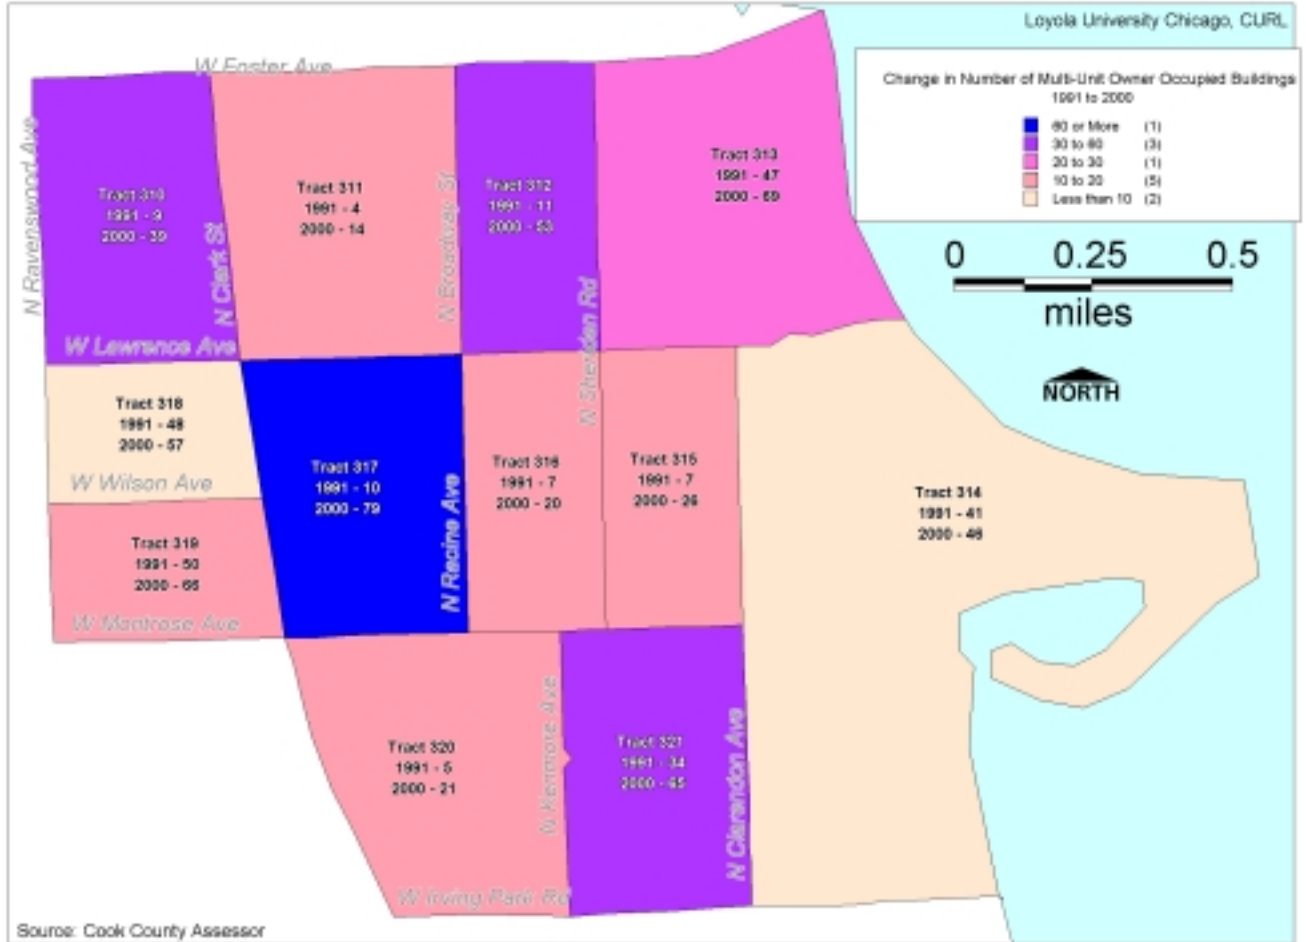 Loyola University Chicago, CURL
Change in Number of Multi-Unit Owner Occupied Buildings
1991 to 2000
60 or More (1)
30 to 60 (3)
20 to 30 (1)
10 to 20 (5)
Less than 10 (2)
0 0.25 0.5
miles
NORTH
W Foster Ave
N Ravenswood Ave
Tract 310
1991 - 9
2000 - 39
N Clark St
Tract 311
1991 - 4
2000 - 14
N Broadway St
Tract 312
1991 - 11
2000 - 53
N Sheridan Rd
Tract 313
1991 - 47
2000 - 69
W Lawrence Ave
Tract 318
1991 - 48
2000 - 57
W Wilson Ave
Tract 317
1991 - 10
2000 - 79
N Racine Ave
Tract 316
1991 - 7
2000 - 20
Tract 315
1991 - 7
2000 - 26
Tract 314
1991 - 41
2000 - 46
Tract 319
1991 - 50
2000 - 66
W Montrose Ave
Tract 320
1991 - 5
2000 - 21
N Kenmore Ave
Tract 321
1991 - 34
2000 - 65
N Clarendon Ave
W Irving Park Rd
Source: Cook County Assessor